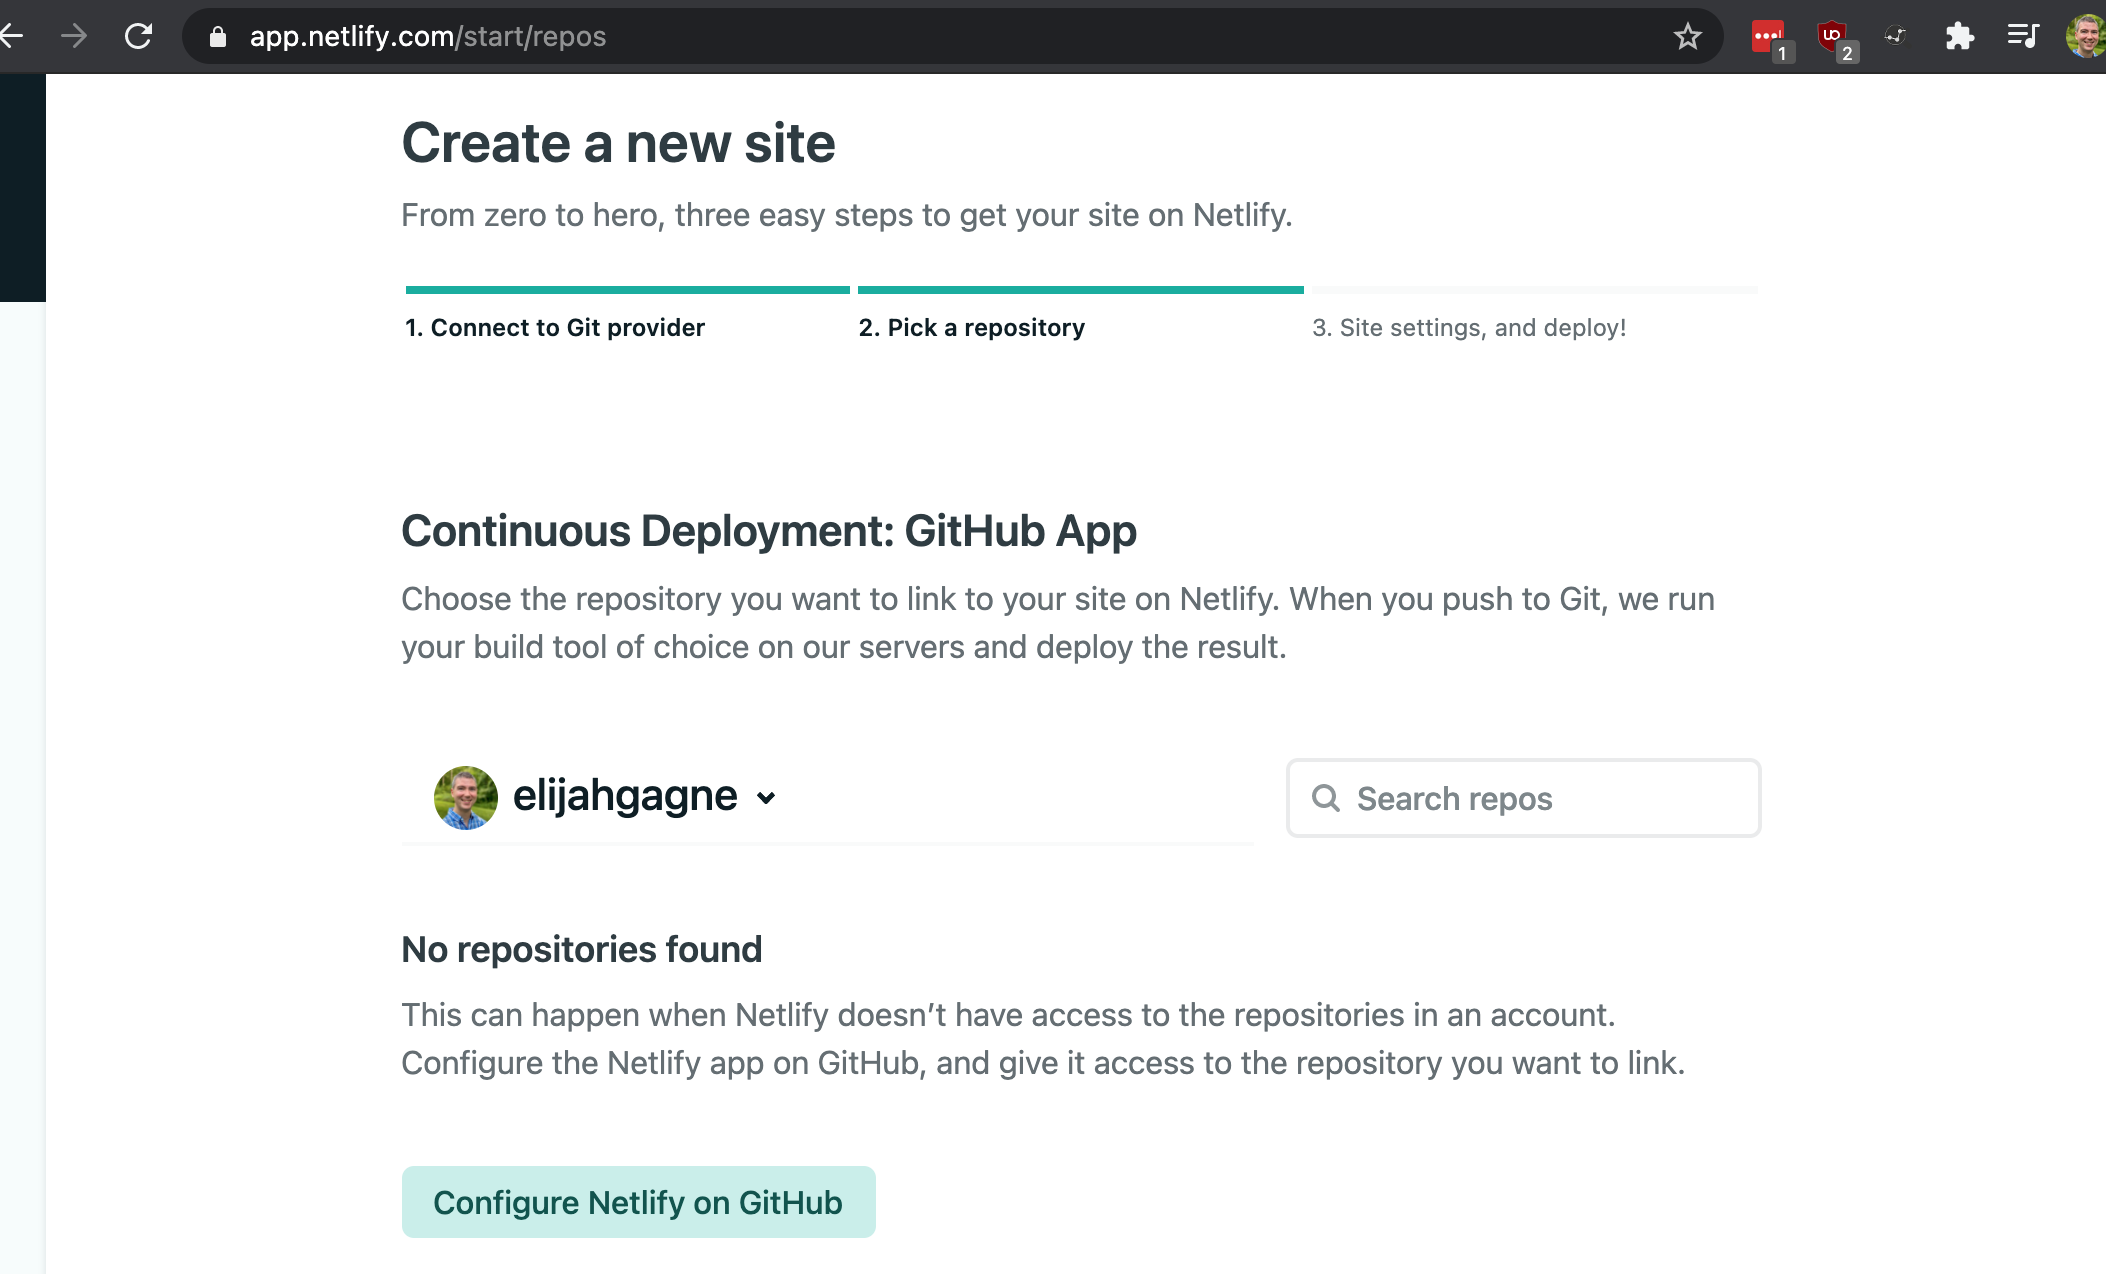 app.netlify.com/start/repos
1
2
Create a new site
From zero to hero, three easy steps to get your site on Netlify.
1. Connect to Git provider
2. Pick a repository
3. Site settings, and deploy!
Continuous Deployment: GitHub App
Choose the repository you want to link to your site on Netlify. When you push to Git, we run
your build tool of choice on our servers and deploy the result.
elijahgagne
Search repos
No repositories found
This can happen when Netlify doesn’t have access to the repositories in an account.
Configure the Netlify app on GitHub, and give it access to the repository you want to link.
Configure Netlify on GitHub